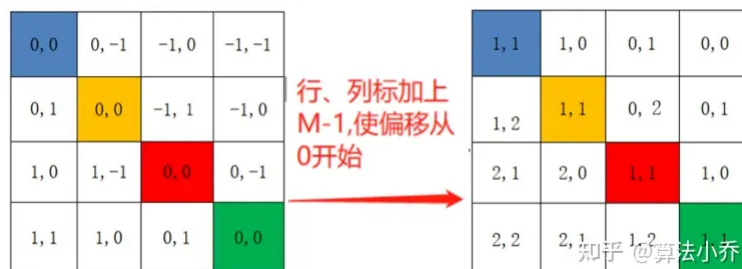 0,0 0,-1 -1,0 -1,-1
0,1 0,0 -1,1 -1,0
1,0 1,-1 0,0 0,-1
1,1 1,0 0,1 0,0
行、列标加上
M-1,使偏移从
0开始
1,1 1,0 0,1 0,0
1,2 1,1 0,2 0,1
2,1 2,0 1,1 1,0
2,2 2,1 1,2 1,1
知乎 @算法小乔